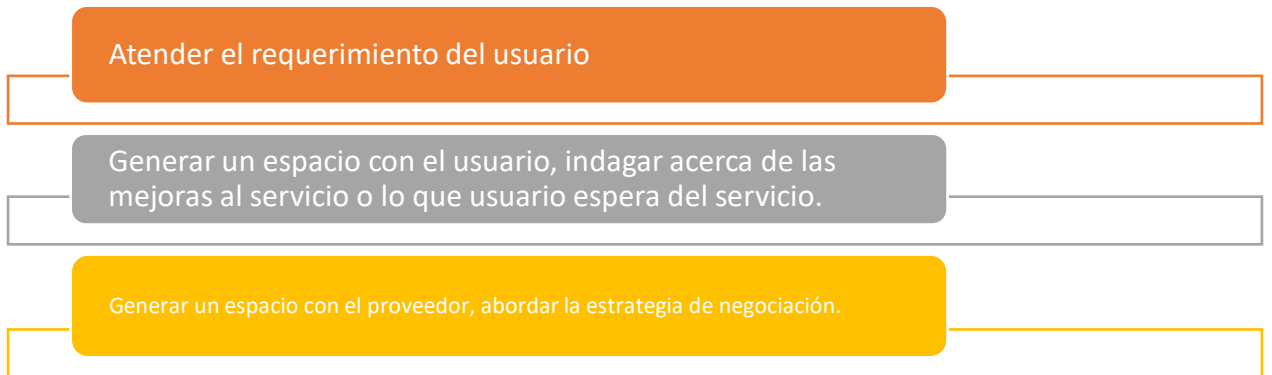 Atender el requerimiento del usuario
Generar un espacio con el usuario, indagar acerca de las
mejoras al servicio o lo que usuario espera del servicio.
Generar un espacio con el proveedor, abordar la estrategia de negociación.